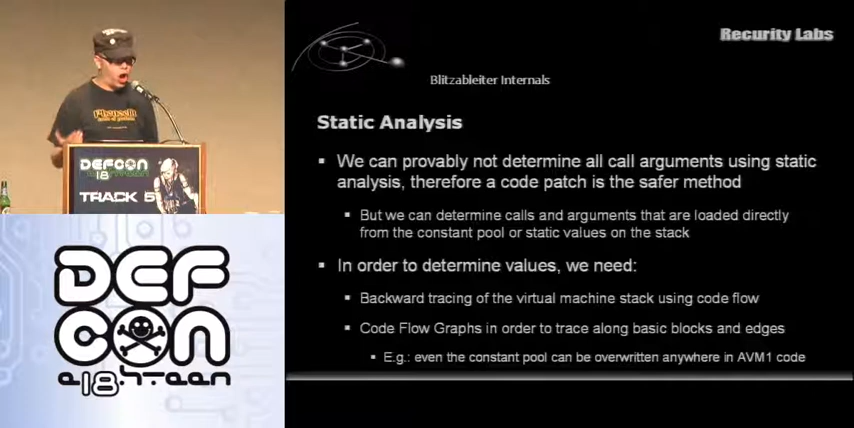 Recurity Labs
Blitzableiter Internals
Static Analysis
We can provably not determine all call arguments using static
analysis, therefore a code patch is the safer method
But we can determine calls and arguments that are loaded directly
from the constant pool or static values on the stack
In order to determine values, we need:
Backward tracing of the virtual machine stack using code flow
Code Flow Graphs in order to trace along basic blocks and edges
E.g.: even the constant pool can be overwritten anywhere in AVM1 code
DEFCON
18
TRACK 5
DEF
CON
e18hteen